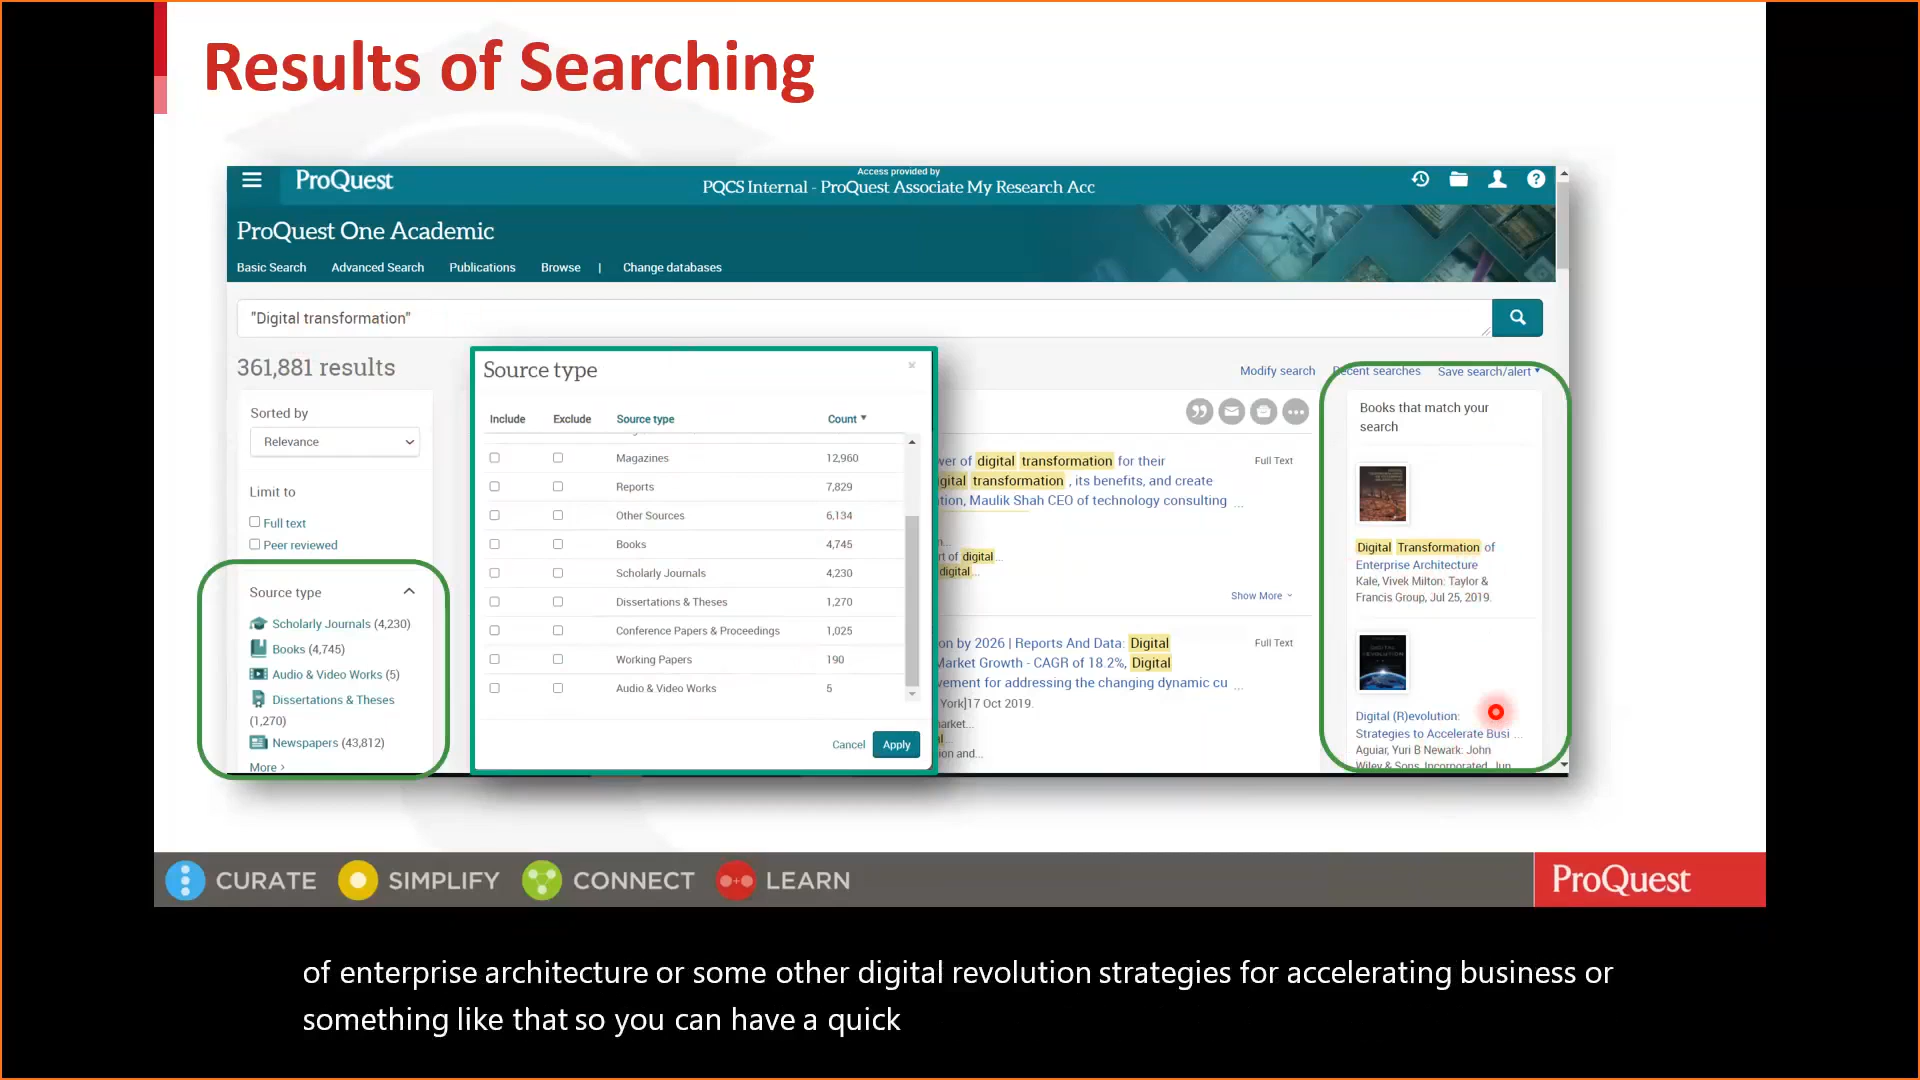 Results of Searching
ProQuest
Access provided by
PQCS Internal - ProQuest Associate My Research Acc
ProQuest One Academic
Basic Search Advanced Search Publications Browse | Change databases
"Digital transformation"
361,881 results
Sorted by
Relevance
Limit to
Full text
Peer reviewed
Source type
Scholarly Journals (4,230)
Books (4,745)
Audio & Video Works (5)
Dissertations & Theses
(1,270)
Newspapers (43,812)
More >
Source type
Include Exclude Source type Count
Magazines 12,960
Reports 7,829
Other Sources 6,134
Books 4,745
Scholarly Journals 4,230
Dissertations & Theses 1,270
Conference Papers & Proceedings 1,025
Working Papers 190
Audio & Video Works 5
Cancel Apply
Modify search Recent searches Save search/alert
wer of digital transformation for their Full Text
igital transformation , its benefits, and create
tion, Maulik Shah CEO of technology consulting ...
n...
rt of digital...
digital...
Show More
on by 2026 | Reports And Data: Digital Full Text
Market Growth - CAGR of 18.2%, Digital
vement for addressing the changing dynamic cu ...
York]17 Oct 2019.
arket...
ion and...
Books that match your
search
Digital Transformation of
Enterprise Architecture
Kale, Vivek Milton: Taylor &
Francis Group, Jul 25, 2019.
DIGITAL
Digital (R)evolution:
Strategies to Accelerate Busi ...
Aguiar, Yuri B Newark: John
Wiley & Sons, Incorporated, Jun
CURATE SIMPLIFY CONNECT LEARN
ProQuest
of enterprise architecture or some other digital revolution strategies for accelerating business or
something like that so you can have a quick